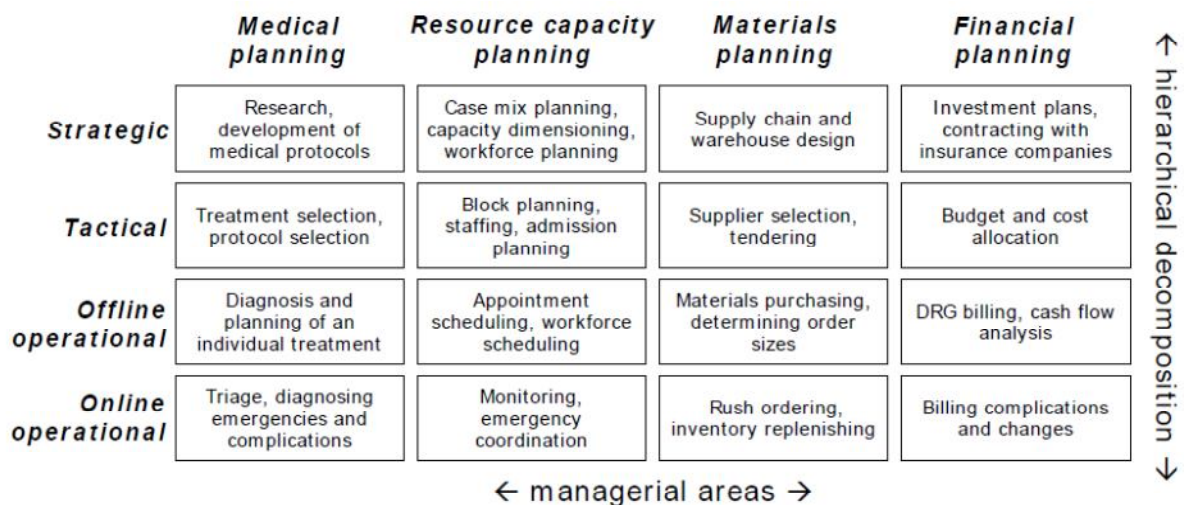 Medical
planning
Resource capacity
planning
Materials
planning
Financial
planning
Strategic
Research,
development of
medical protocols
Case mix planning,
capacity dimensioning,
workforce planning
Supply chain and
warehouse design
Investment plans,
contracting with
insurance companies
Tactical
Treatment selection,
protocol selection
Block planning,
staffing, admission
planning
Supplier selection,
tendering
Budget and cost
allocation
Offline
operational
Diagnosis and
planning of an
individual treatment
Appointment
scheduling, workforce
scheduling
Materials purchasing,
determining order
sizes
DRG billing, cash flow
analysis
Online
operational
Triage, diagnosing
emergencies and
complications
Monitoring,
emergency
coordination
Rush ordering,
inventory replenishing
Billing complications
and changes
← hierarchical decomposition →
← managerial areas →